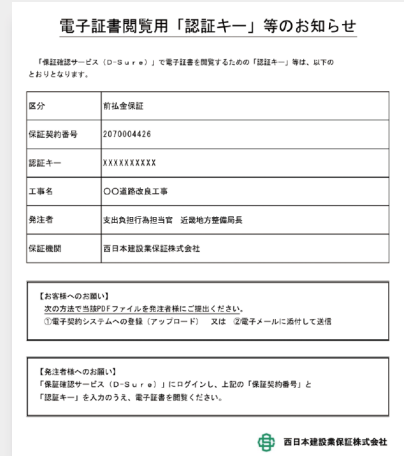 電子証書閲覧用「認証キー」等のお知らせ
「保証確認サービス（D-Sure）」で電子証書を閲覧するための「認証キー」等は、以下の
とおりとなります。
区分 前払金保証
保証契約番号 2070004426
認証キー XXXXXXXXXX
工事名 〇〇道路改良工事
発注者 支出負担行為担当官 近畿地方整備局長
保証機関 西日本建設業保証株式会社
【お客様へのお願い】
次の方法で当該PDFファイルを発注者様にご提出ください。
①電子契約システムへの登録（アップロード） 又は ②電子メールに添付して送信
【発注者様へのお願い】
「保証確認サービス（D-Sure）」にログインし、上記の「保証契約番号」と
「認証キー」を入力のうえ、電子証書を閲覧ください。
西日本建設業保証株式会社